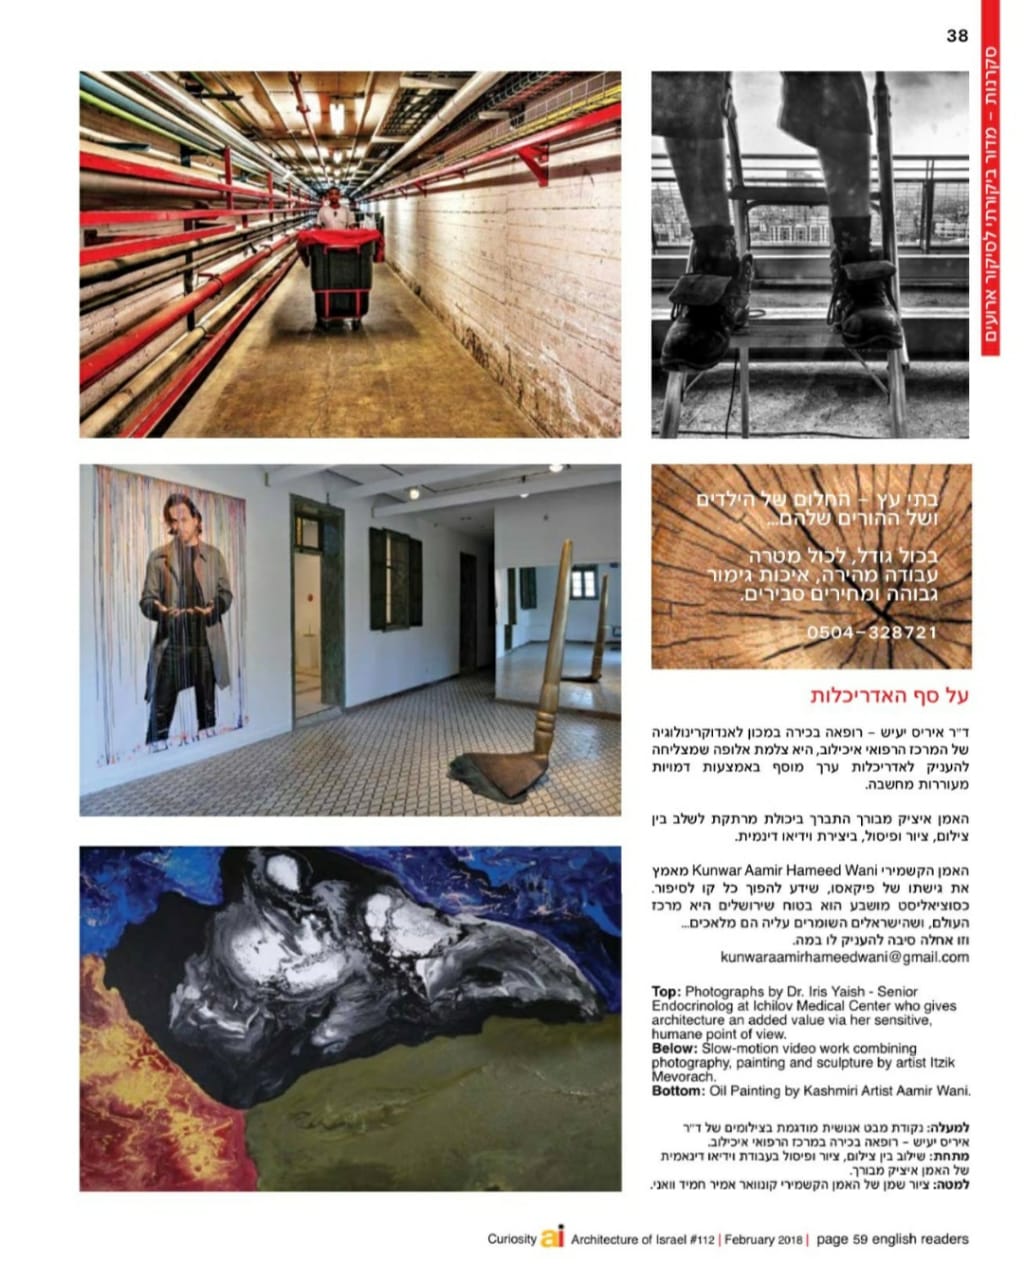 38
סקרנות – מדור ביקורתי לסיקור ארועים
בתי עץ – החלום של הילדים
ושל ההורים שלהם...
בכול גודל, לכול מטרה
עבודה מהירה, איכות גימור
גבוהה ומחירים סבירים.
0504-328721
על סף האדריכלות
ד״ר איריס יעיש – רופאה בכירה במכון לאנדוקרינולוגיה
של המרכז הרפואי איכילוב, היא צלמת אלופה שמצליחה
להעניק לאדריכלות ערך מוסף באמצעות דמויות
מעוררות מחשבה.
האמן איציק מבורך התברך ביכולת מרתקת לשלב בין
צילום, ציור ופיסול, ביצירת וידיאו דינמית.
האמן הקשמירי Kunwar Aamir Hameed Wani מאמץ
את גישתו של פיקאסו, שידע להפוך כל קו לסיפור.
כסוציאליסט מושבע הוא בטוח שירושלים היא מרכז
העולם, ושהישראלים השומרים עליה הם מלאכים...
וזו אחלה סיבה להעניק לו במה.
kunwaraamirhameedwani@gmail.com
Top: Photographs by Dr. Iris Yaish - Senior
Endocrinolog at Ichilov Medical Center who gives
architecture an added value via her sensitive,
humane point of view.
Below: Slow-motion video work combining
photography, painting and sculpture by artist Itzik
Mevorach.
Bottom: Oil Painting by Kashmiri Artist Aamir Wani.
למעלה: נקודת מבט אנושית מודגמת בצילומים של ד״ר
איריס יעיש – רופאה בכירה במרכז הרפואי איכילוב.
מתחת: שילוב בין צילום, ציור ופיסול בעבודת וידיאו דינאמית
של האמן איציק מבורך.
למטה: ציור שמן של האמן הקשמירי קונוואר אמיר חמיד וואני.
Curiosity ai Architecture of Israel #112 | February 2018 | page 59 english readers